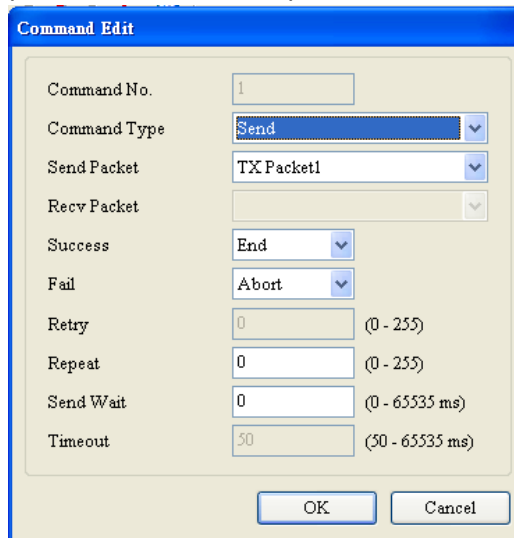 Command Edit
Command No. 1
Command Type Send
Send Packet TX Packet1
Recv Packet
Success End
Fail Abort
Retry 0 (0 - 255)
Repeat 0 (0 - 255)
Send Wait 0 (0 - 65535 ms)
Timeout 50 (50 - 65535 ms)
OK Cancel